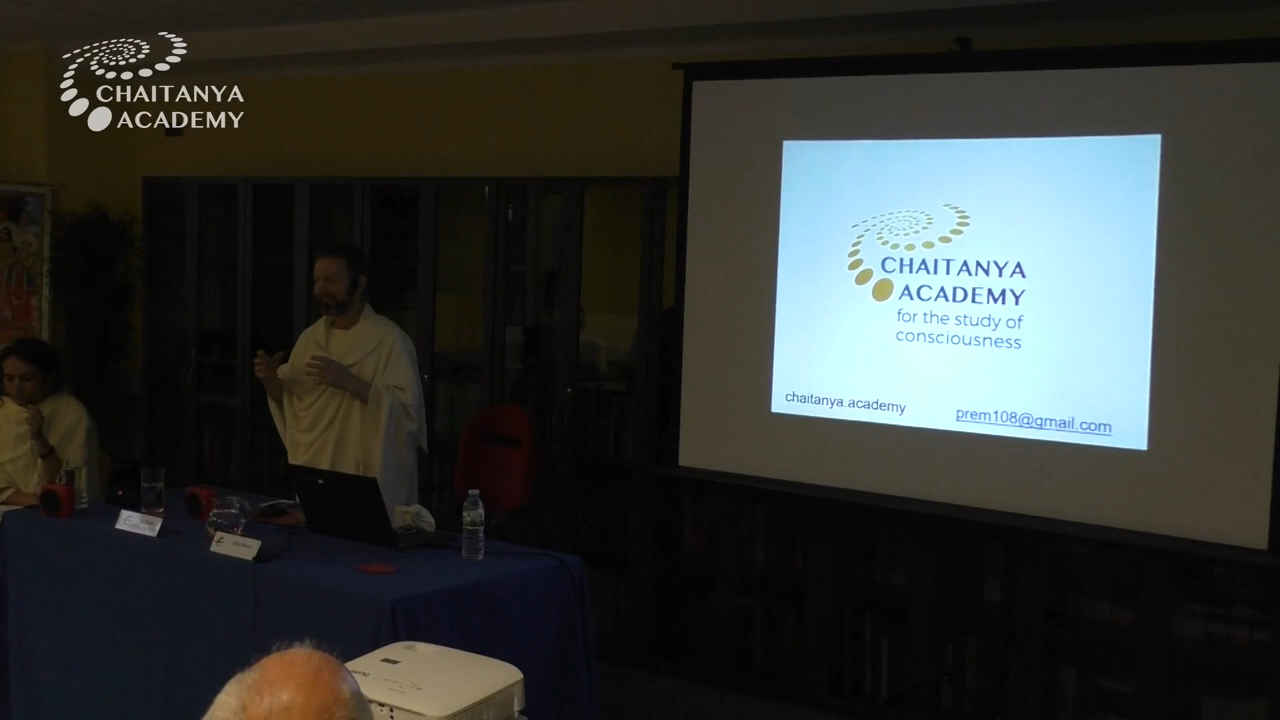 CHAITANYA
ACADEMY
CHAITANYA
ACADEMY
for the study of
consciousness
chaitanya.academy
prem108@gmail.com